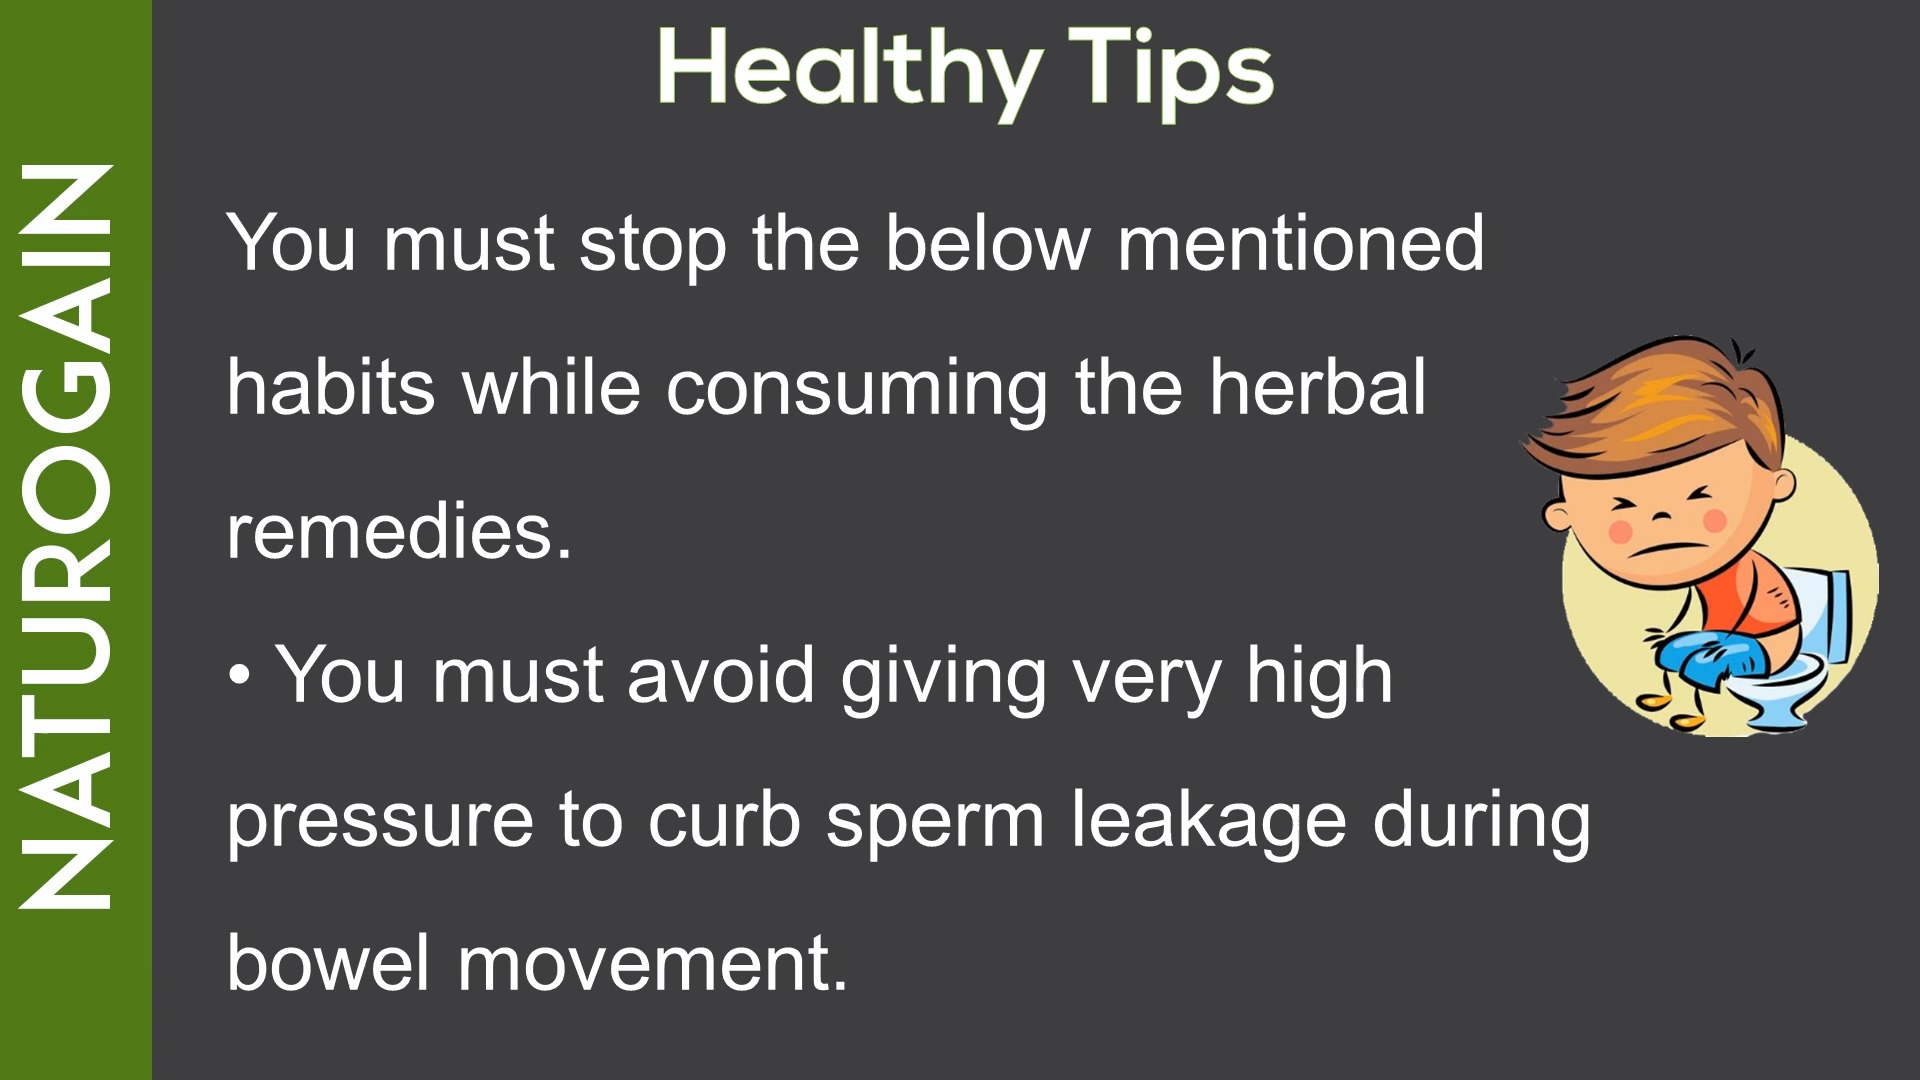 Healthy Tips
NATUROGAIN
You must stop the below mentioned
habits while consuming the herbal
remedies.
• You must avoid giving very high
pressure to curb sperm leakage during
bowel movement.